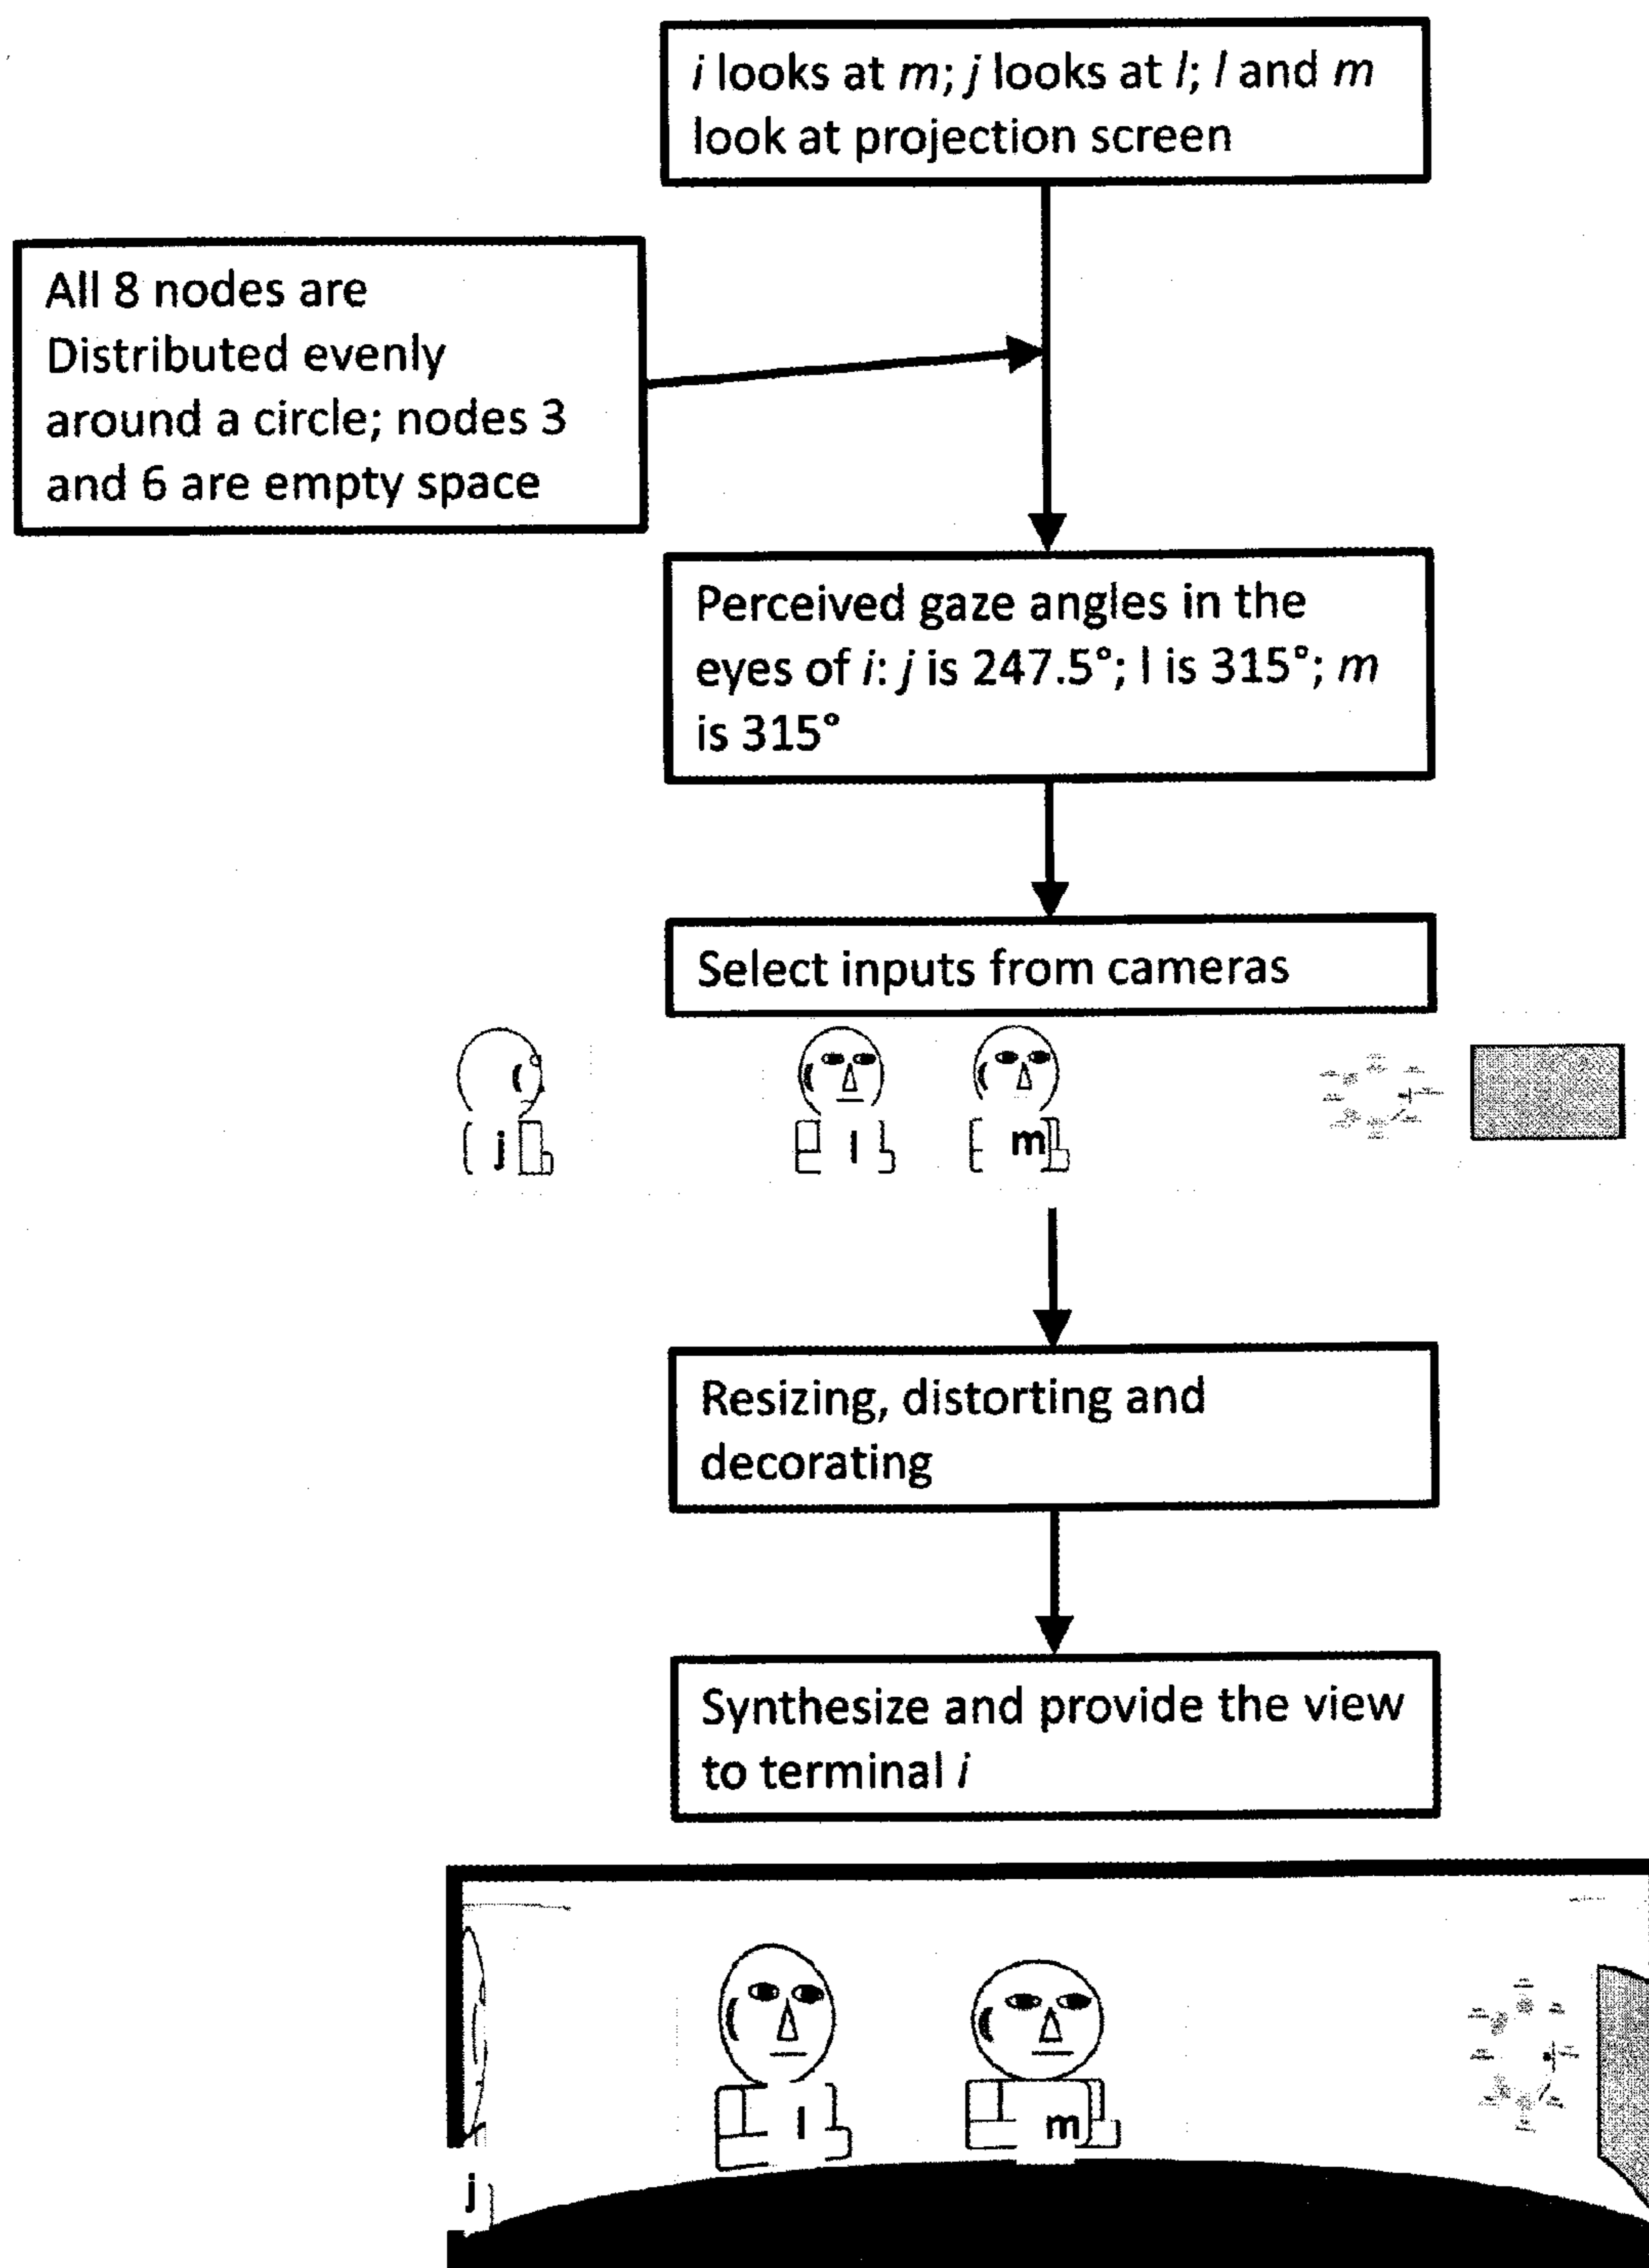 i looks at m; j looks at l; l and m
look at projection screen
All 8 nodes are
Distributed evenly
around a circle; nodes 3
and 6 are empty space
Perceived gaze angles in the
eyes of i: j is 247.5°; l is 315°; m
is 315°
Select inputs from cameras
j l m
Resizing, distorting and
decorating
Synthesize and provide the view
to terminal i
l m
j